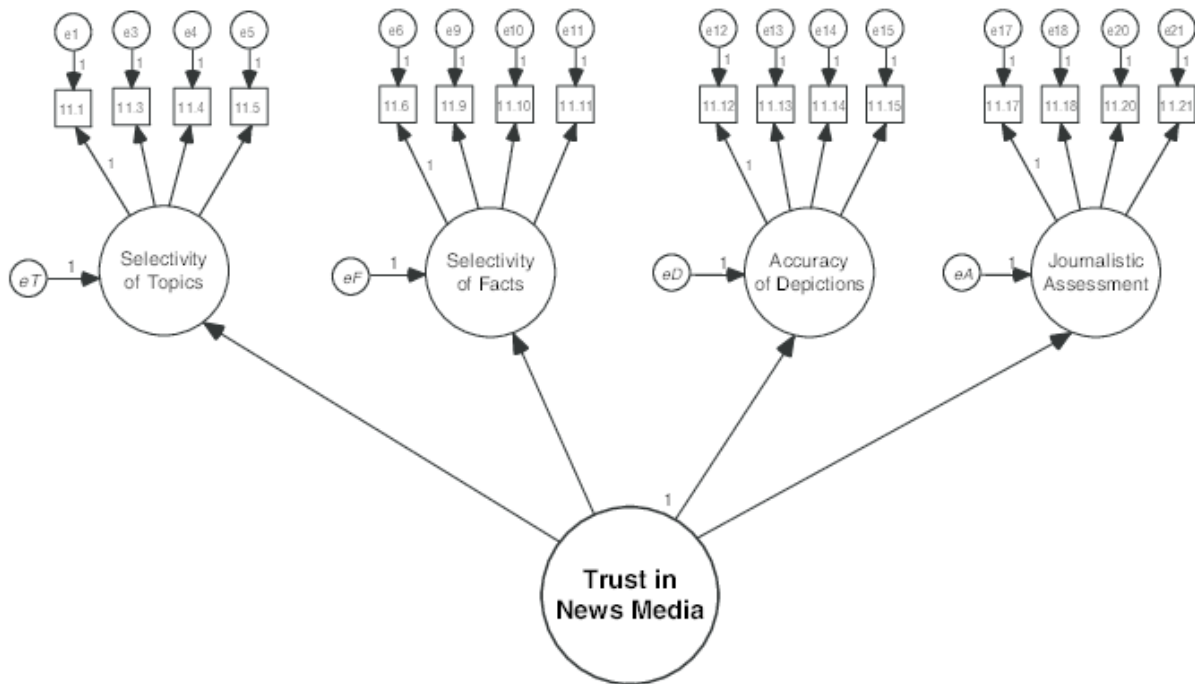 e1 e3 e4 e5 e6 e9 e10 e11 e12 e13 e14 e15 e17 e18 e20 e21
1 1 1 1 1 1 1 1 1 1 1 1 1 1 1 1
11.1 11.3 11.4 11.5 11.6 11.9 11.10 11.11 11.12 11.13 11.14 11.15 11.17 11.18 11.20 11.21
1 1 1 1
Selectivity Selectivity Accuracy Journalistic
eT 1 of Topics eF 1 of Facts eD 1 of Depictions eA 1 Assessment
1
Trust in
News Media